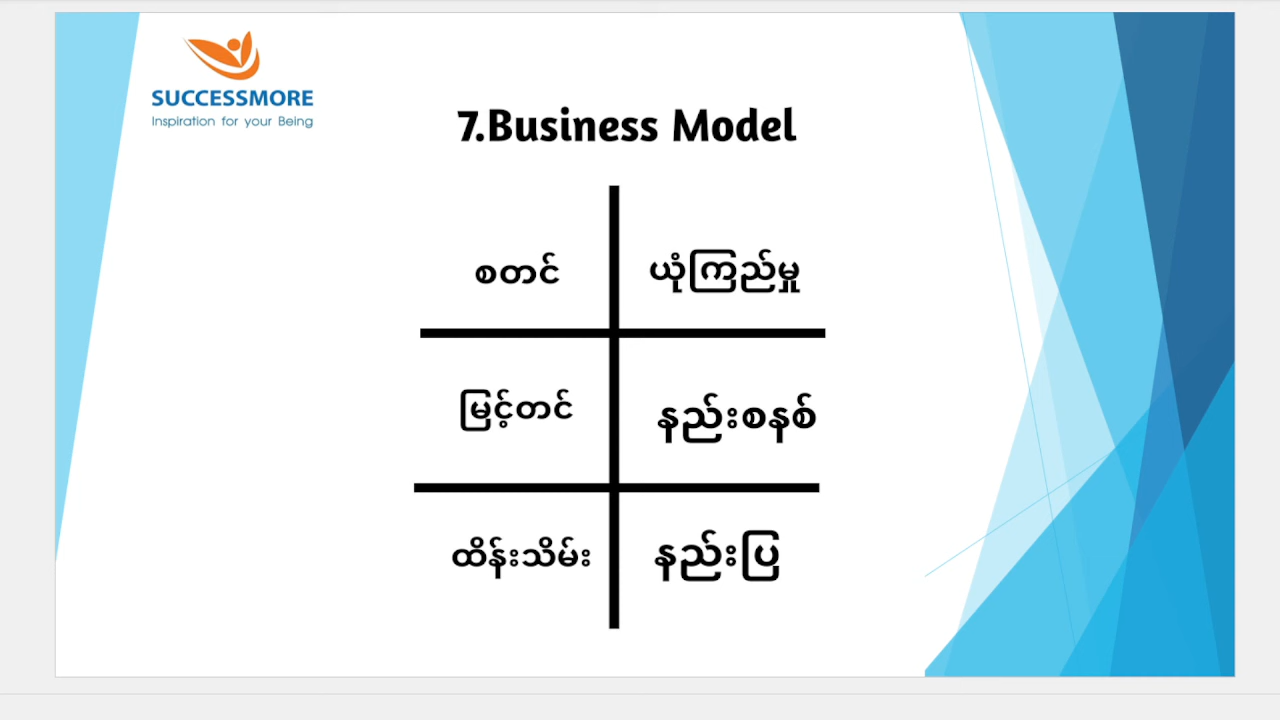 SUCCESSMORE
Inspiration for your Being
7.Business Model
စတင် ယုံကြည်မှု
မြင့်တင် နည်းစနစ်
ထိန်းသိမ်း နည်းပြ